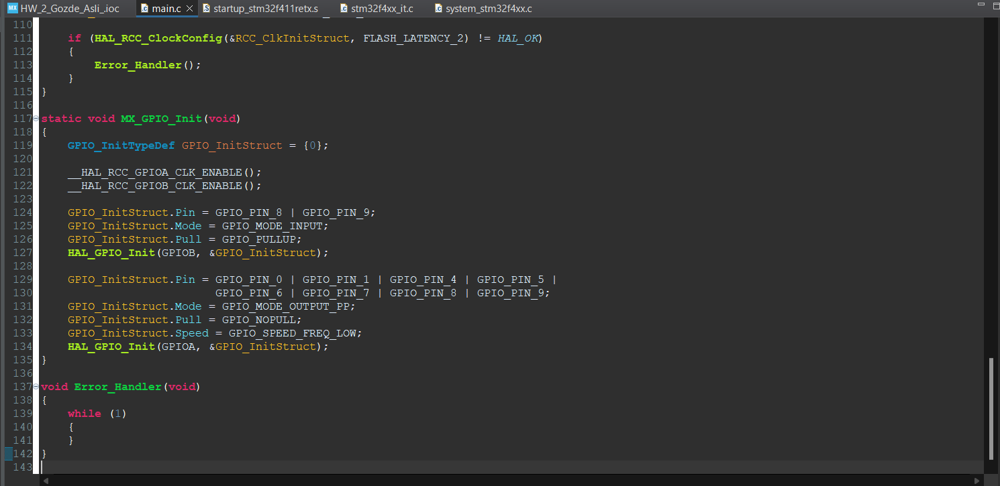 MX HW_2_Gozde_Asli_.ioc main.c startup_stm32f411retx.s stm32f4xx_it.c system_stm32f4xx.c
110
111     if (HAL_RCC_ClockConfig(&RCC_ClkInitStruct, FLASH_LATENCY_2) != HAL_OK)
112     {
113         Error_Handler();
114     }
115 }
116
117 static void MX_GPIO_Init(void)
118 {
119     GPIO_InitTypeDef GPIO_InitStruct = {0};
120
121     __HAL_RCC_GPIOA_CLK_ENABLE();
122     __HAL_RCC_GPIOB_CLK_ENABLE();
123
124     GPIO_InitStruct.Pin = GPIO_PIN_8 | GPIO_PIN_9;
125     GPIO_InitStruct.Mode = GPIO_MODE_INPUT;
126     GPIO_InitStruct.Pull = GPIO_PULLUP;
127     HAL_GPIO_Init(GPIOB, &GPIO_InitStruct);
128
129     GPIO_InitStruct.Pin = GPIO_PIN_0 | GPIO_PIN_1 | GPIO_PIN_4 | GPIO_PIN_5 |
130                           GPIO_PIN_6 | GPIO_PIN_7 | GPIO_PIN_8 | GPIO_PIN_9;
131     GPIO_InitStruct.Mode = GPIO_MODE_OUTPUT_PP;
132     GPIO_InitStruct.Pull = GPIO_NOPULL;
133     GPIO_InitStruct.Speed = GPIO_SPEED_FREQ_LOW;
134     HAL_GPIO_Init(GPIOA, &GPIO_InitStruct);
135 }
136
137 void Error_Handler(void)
138 {
139     while (1)
140     {
141     }
142 }
143